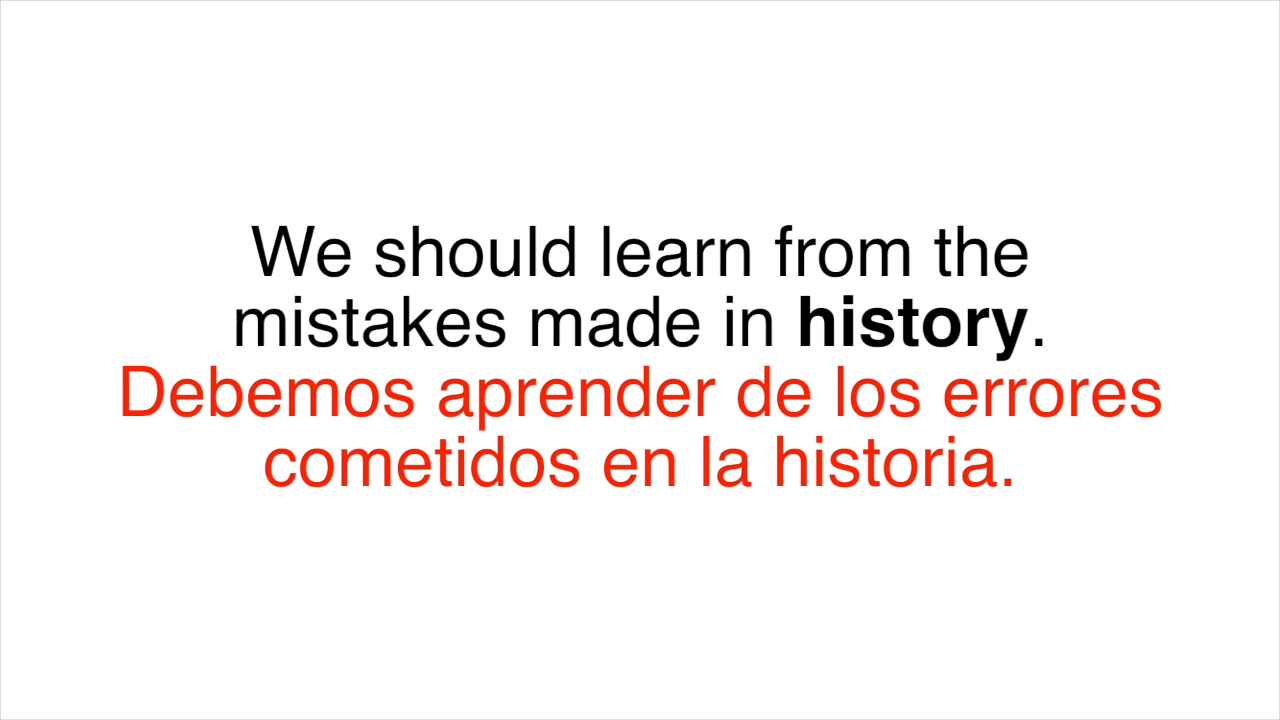 We should learn from the
mistakes made in history.
Debemos aprender de los errores
cometidos en la historia.